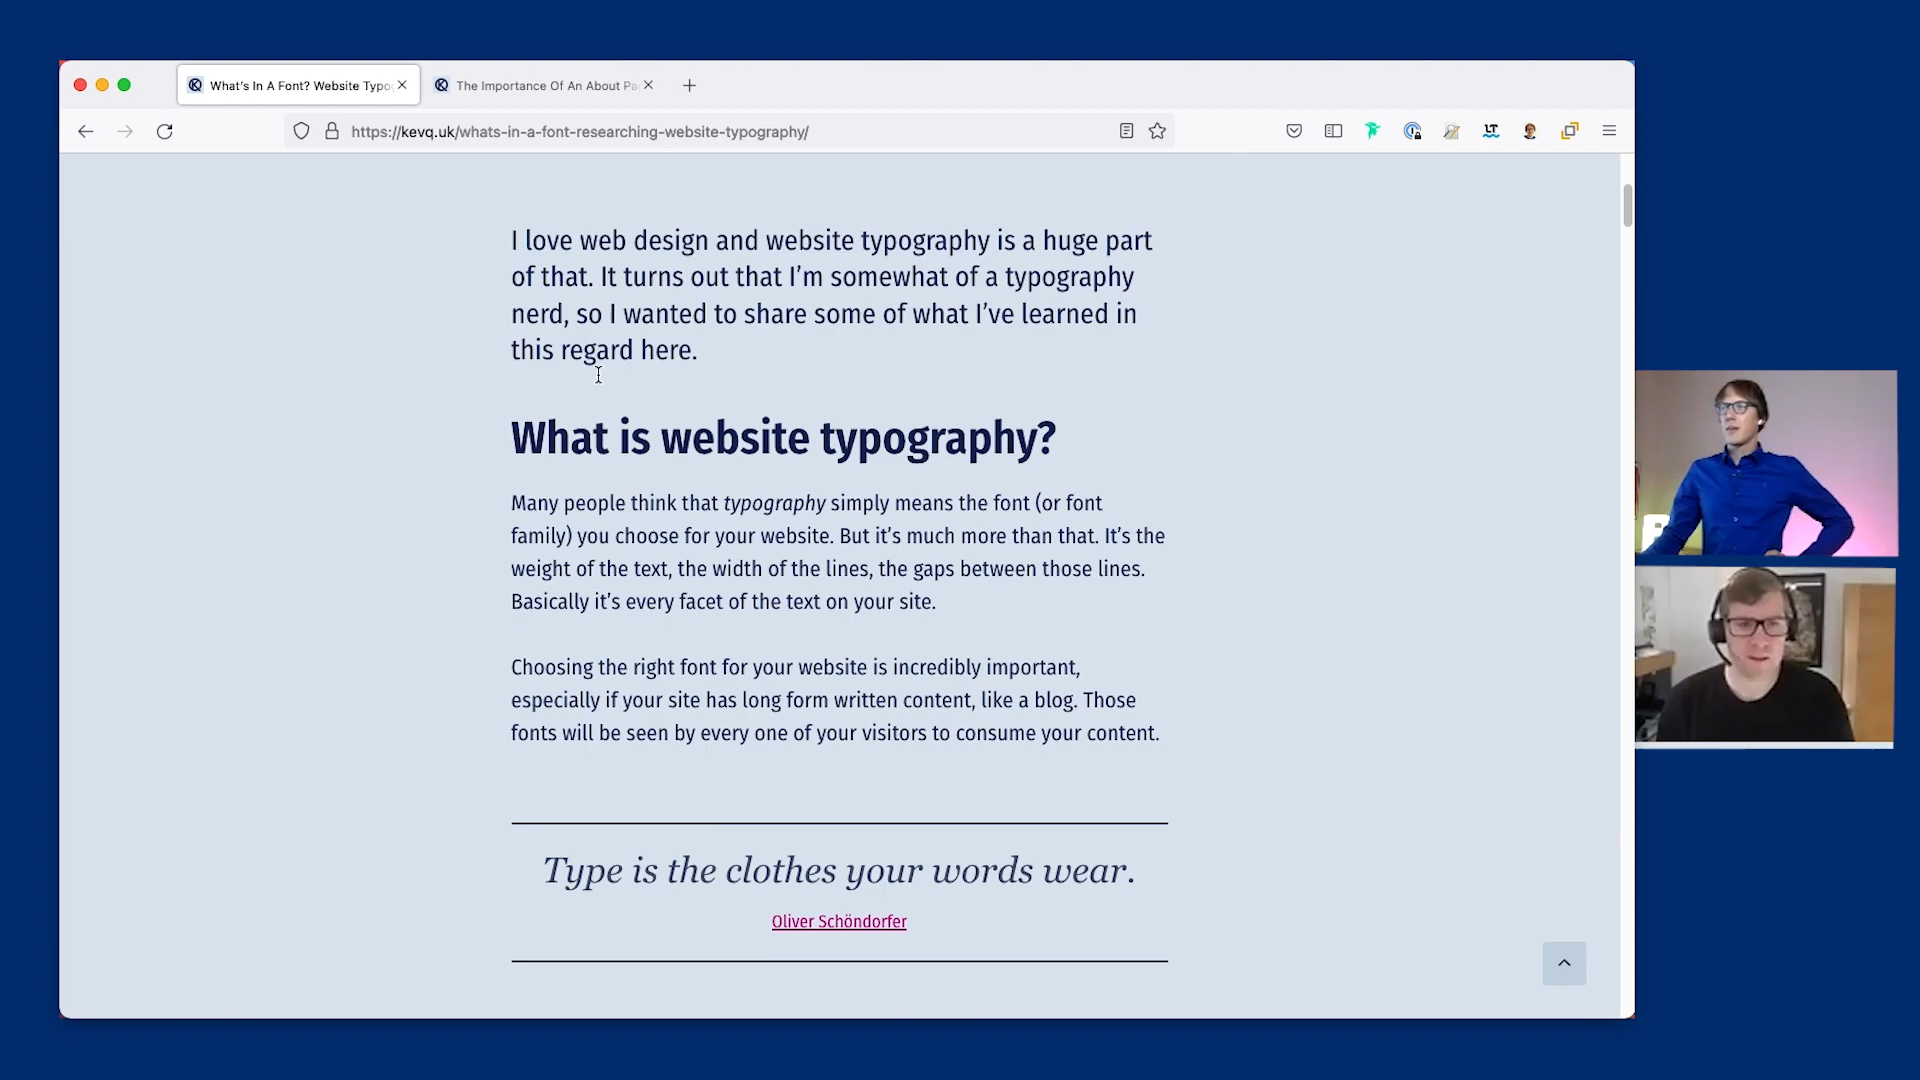 What's In A Font? Website Typo
The Importance Of An About Pa
https://kevq.uk/whats-in-a-font-researching-website-typography/
LT
I love web design and website typography is a huge part
of that. It turns out that I'm somewhat of a typography
nerd, so I wanted to share some of what I've learned in
this regard here.
What is website typography?
Many people think that typography simply means the font (or font
family) you choose for your website. But it's much more than that. It's the
weight of the text, the width of the lines, the gaps between those lines.
Basically it's every facet of the text on your site.
Choosing the right font for your website is incredibly important,
especially if your site has long form written content, like a blog. Those
fonts will be seen by every one of your visitors to consume your content.
Type is the clothes your words wear.
Oliver Schöndorfer